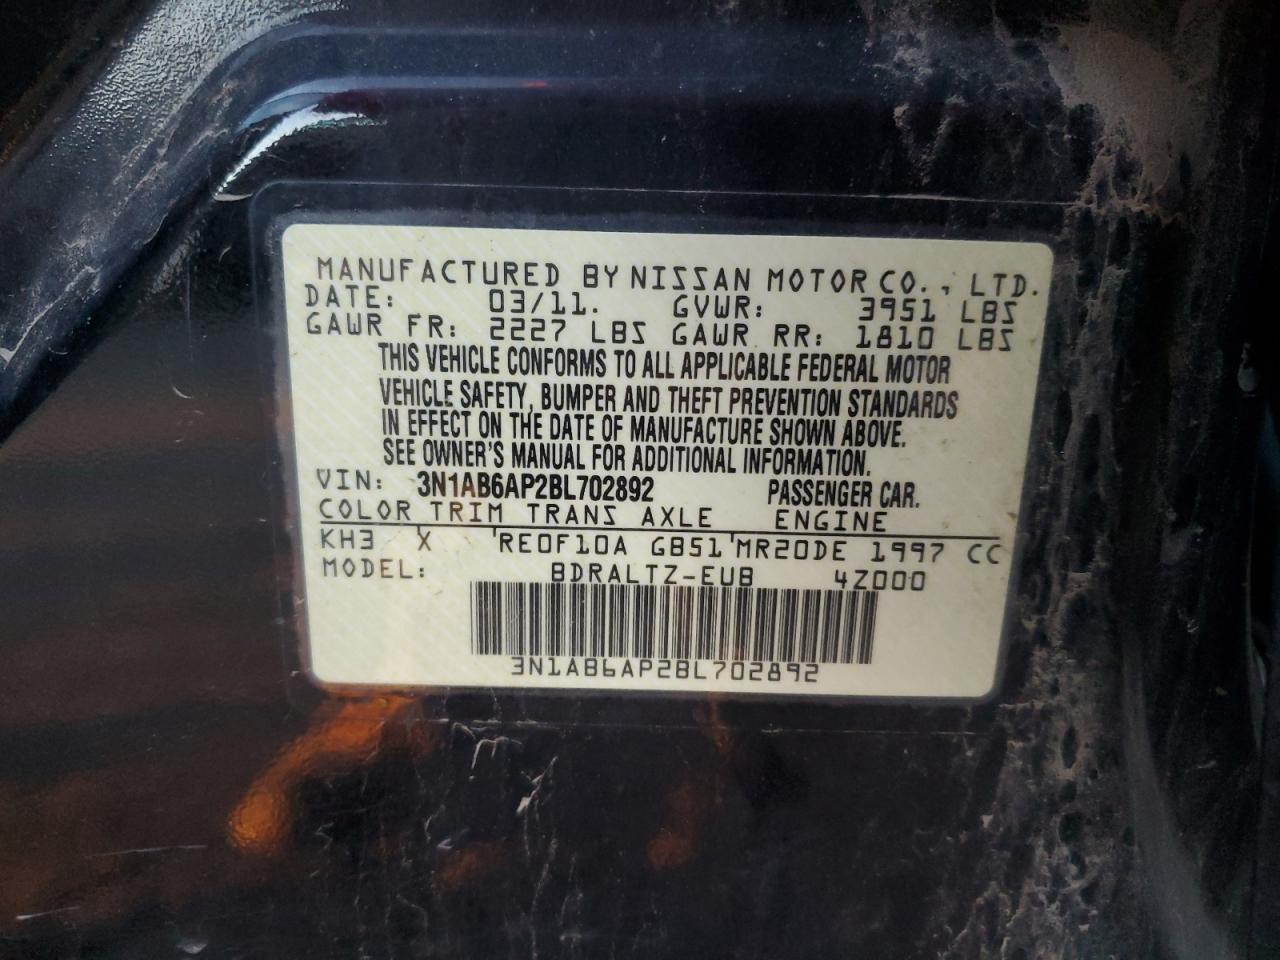 MANUFACTURED BY NISSAN MOTOR CO., LTD.
DATE: 03/11. GVWR: 3951 LBS
GAWR FR: 2227 LBS GAWR RR: 1810 LBS
THIS VEHICLE CONFORMS TO ALL APPLICABLE FEDERAL MOTOR
VEHICLE SAFETY, BUMPER AND THEFT PREVENTION STANDARDS
IN EFFECT ON THE DATE OF MANUFACTURE SHOWN ABOVE.
SEE OWNER'S MANUAL FOR ADDITIONAL INFORMATION.
VIN: 3N1AB6AP2BL702892 PASSENGER CAR.
COLOR TRIM TRANS AXLE ENGINE
KH3 X RE0F10A GB51 MR20DE 1997 CC
MODEL: BDRALTZ-EUB 4Z000
3N1AB6AP2BL702892